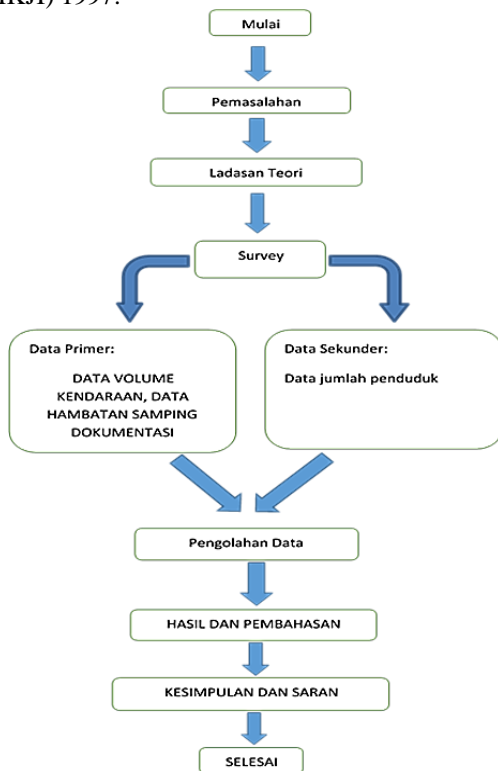 1997.
Mulai
Pemasalahan
Ladasan Teori
Survey
Data Primer:
DATA VOLUME
KENDARAAN, DATA
HAMBATAN SAMPING
DOKUMENTASI
Data Sekunder:
Data jumlah penduduk
Pengolahan Data
HASIL DAN PEMBAHASAN
KESIMPULAN DAN SARAN
SELESAI